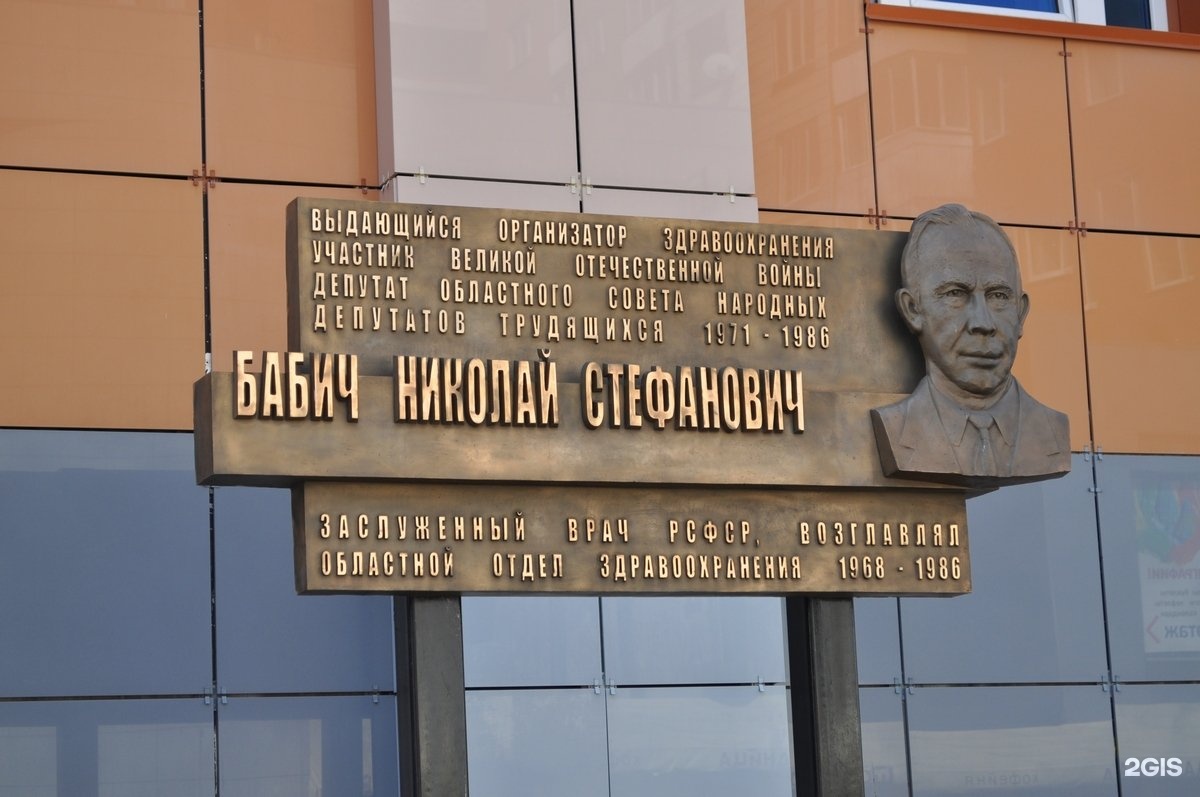 ВЫДАЮЩИЙСЯ ОРГАНИЗАТОР ЗДРАВООХРАНЕНИЯ
УЧАСТНИК ВЕЛИКОЙ ОТЕЧЕСТВЕННОЙ ВОЙНЫ
ДЕПУТАТ ОБЛАСТНОГО СОВЕТА НАРОДНЫХ
ДЕПУТАТОВ ТРУДЯЩИХСЯ 1971 - 1986
БАБИЧ НИКОЛАЙ СТЕФАНОВИЧ
ЗАСЛУЖЕННЫЙ ВРАЧ РСФСР, ВОЗГЛАВЛЯЛ
ОБЛАСТНОЙ ОТДЕЛ ЗДРАВООХРАНЕНИЯ 1968 - 1986
кофейня
2GIS